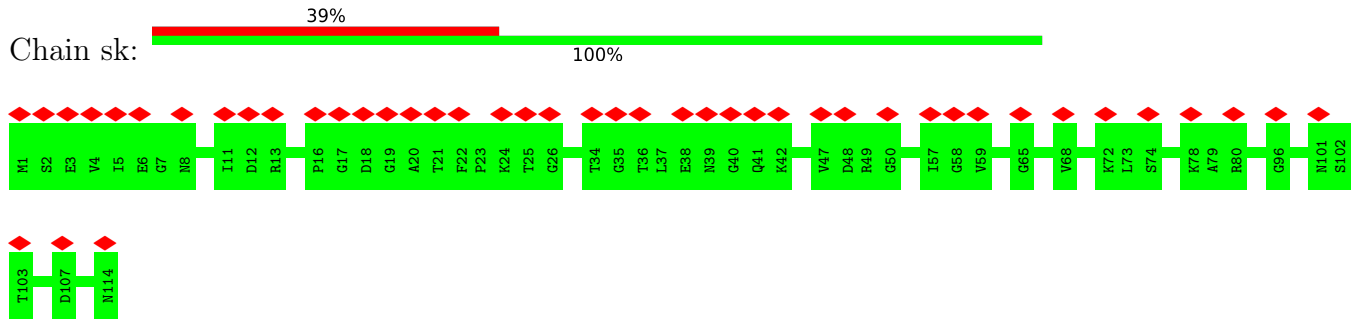 39%
Chain sk:
100%
M1 S2 E3 V4 I5 E6 G7 N8 I11 D12 R13 P16 G17 D18 G19 A20 T21 F22 P23 K24 T25 G26 T34 G35 T36 L37 E38 N39 G40 Q41 K42 V47 D48 R49 G50 I57 G58 V59 G65 V68 K72 L73 S74 K78 A79 R80 G96 N101 S102
T103 D107 N114